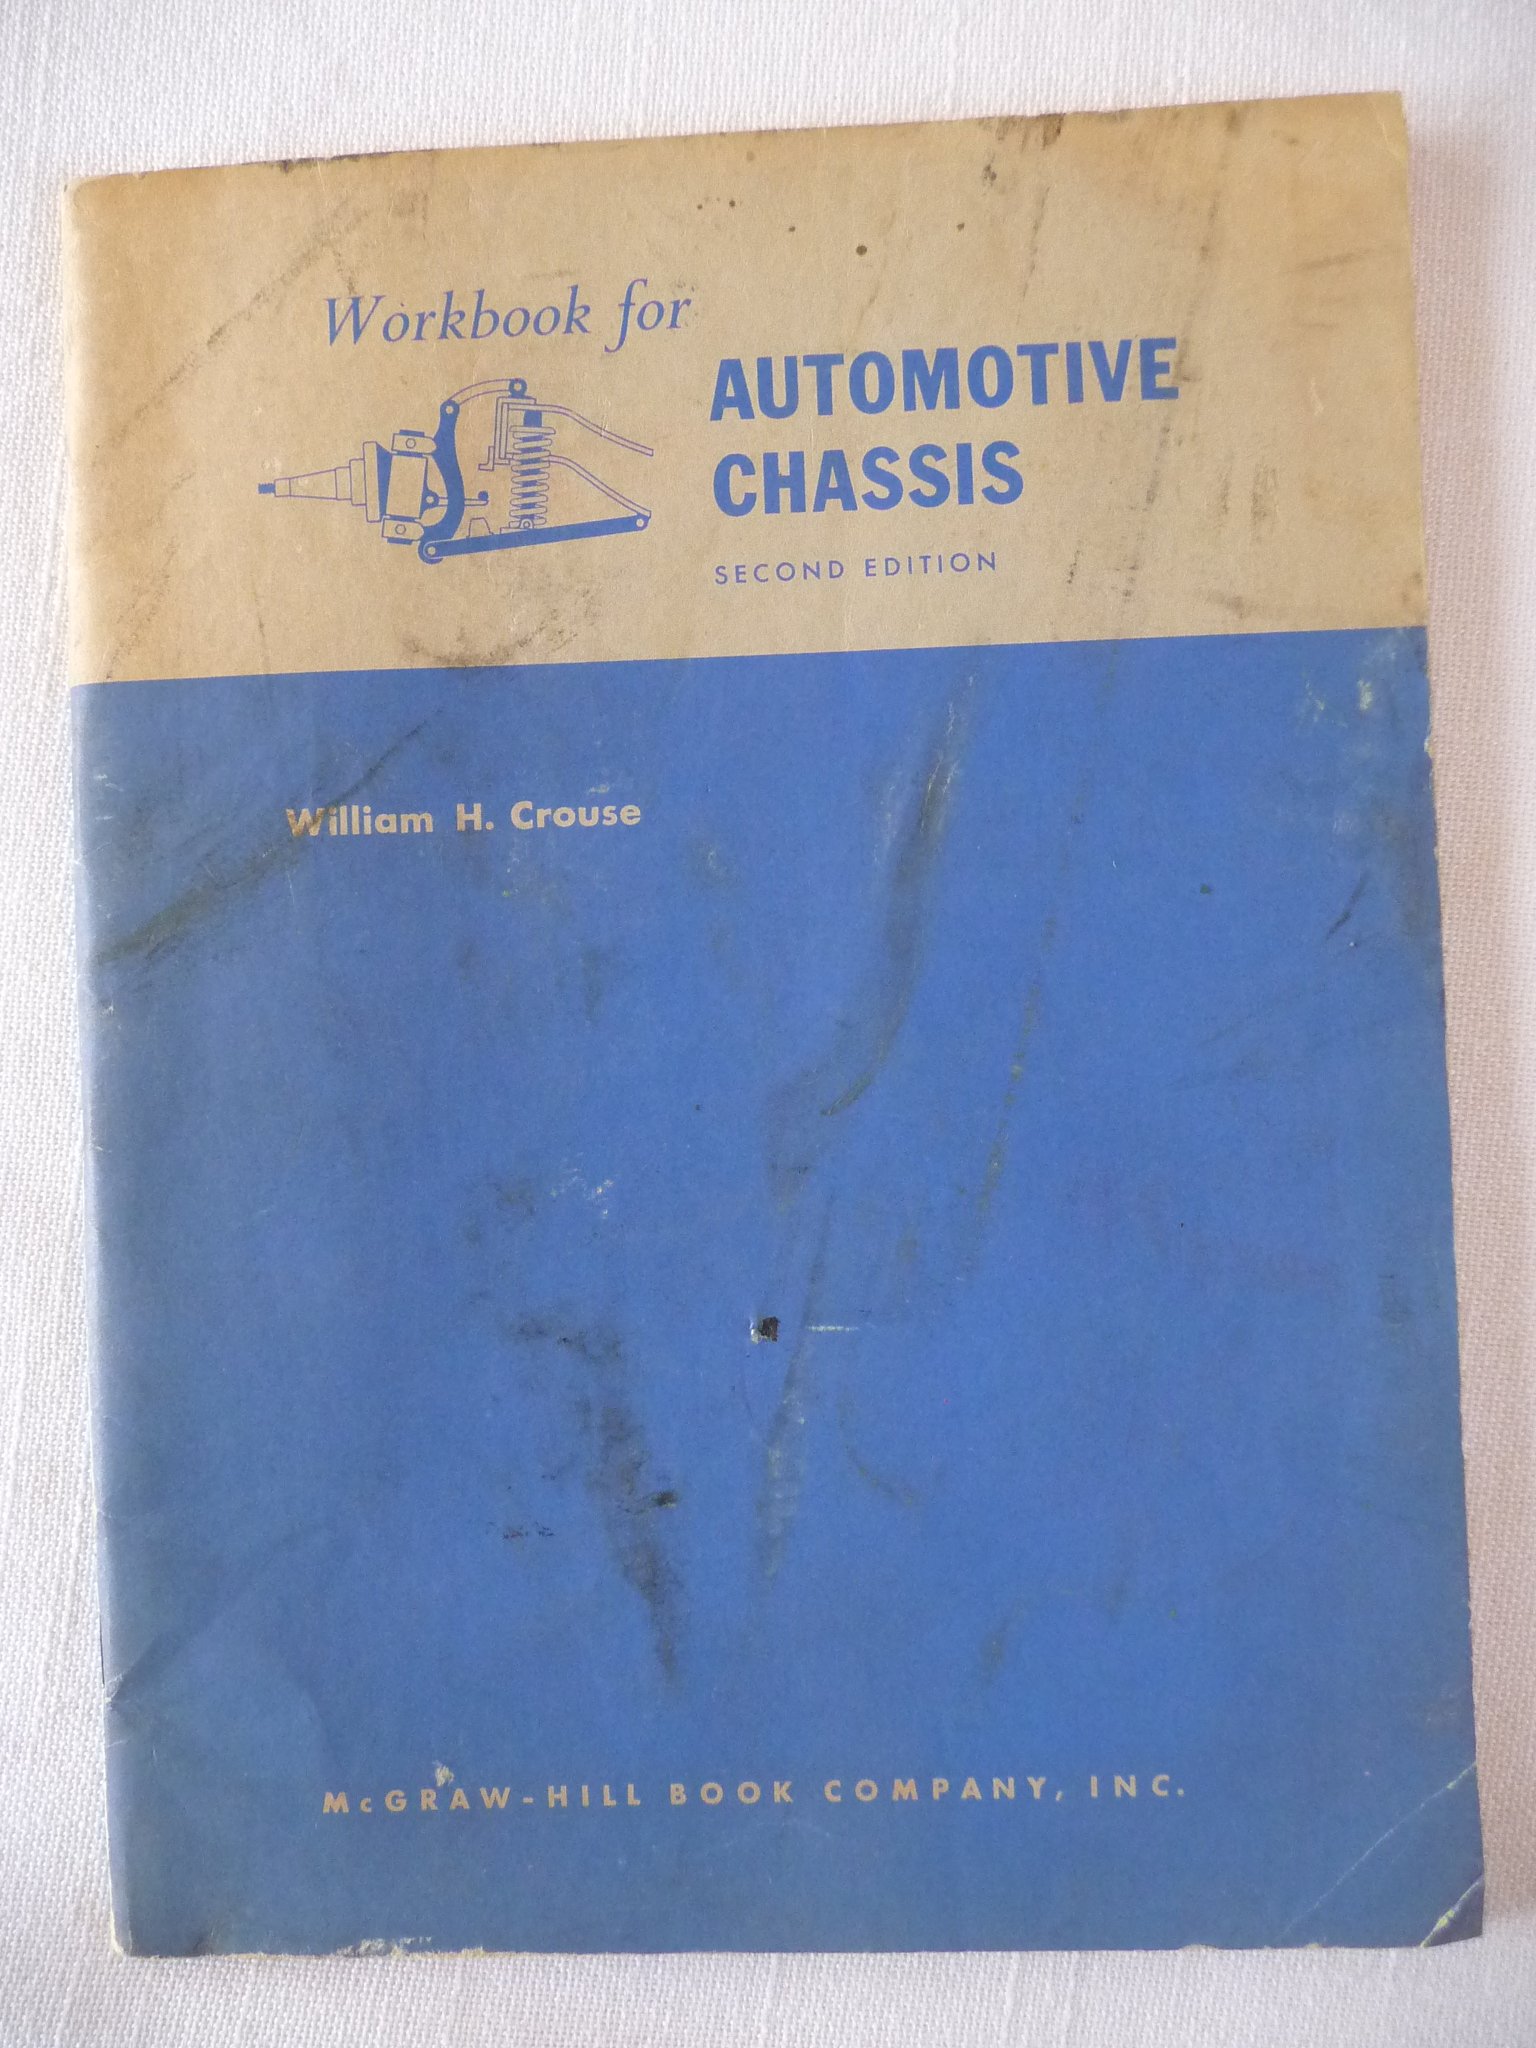 Workbook for
AUTOMOTIVE
CHASSIS
SECOND EDITION
William H. Crouse
McGRAW-HILL BOOK COMPANY, INC.